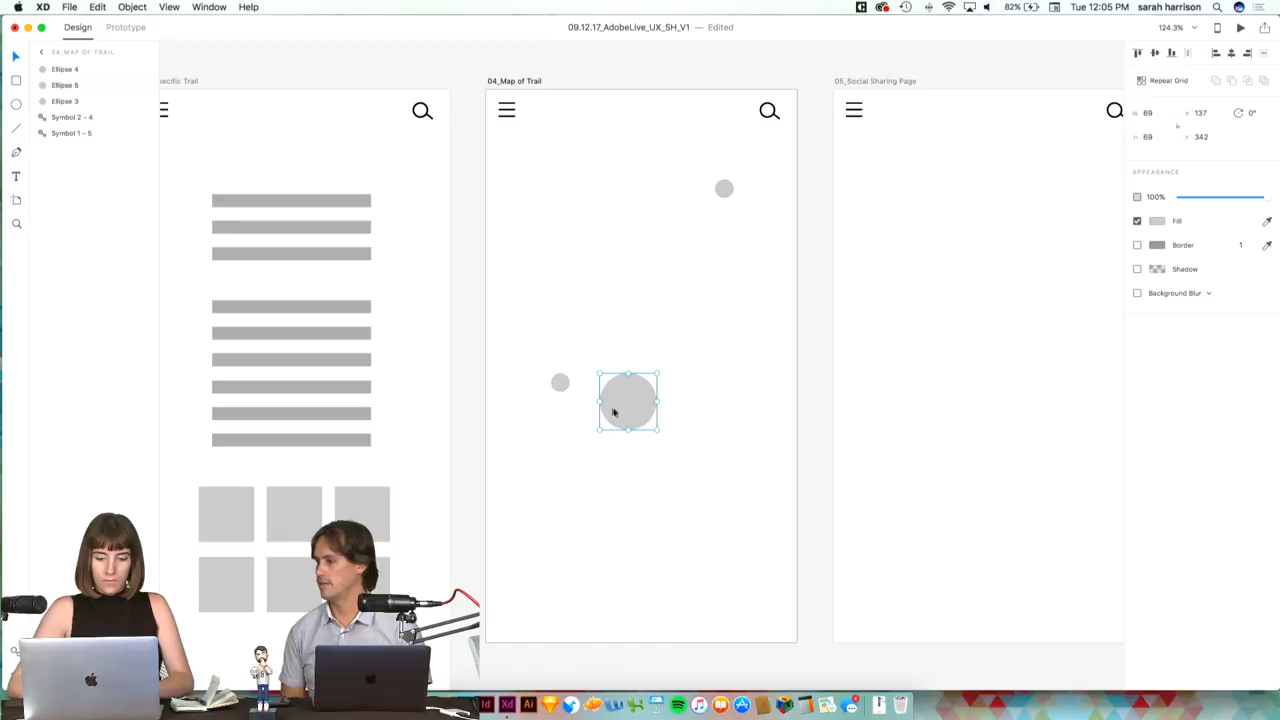 XD File Edit Object View Window Help
82% Tue 12:05 PM sarah harrison
Design Prototype
09.12.17_AdobeLive_UX_SH_V1 — Edited
124.3%
04_MAP OF TRAIL
Ellipse 4
Ellipse 5
Ellipse 3
Symbol 2 – 4
Symbol 1 – 5
ecific Trail
04_Map of Trail
05_Social Sharing Page
Repeat Grid
W 69 X 137 0°
H 69 Y 342
APPEARANCE
100%
Fill
Border 1
Shadow
Background Blur
T
Id Xd Ai